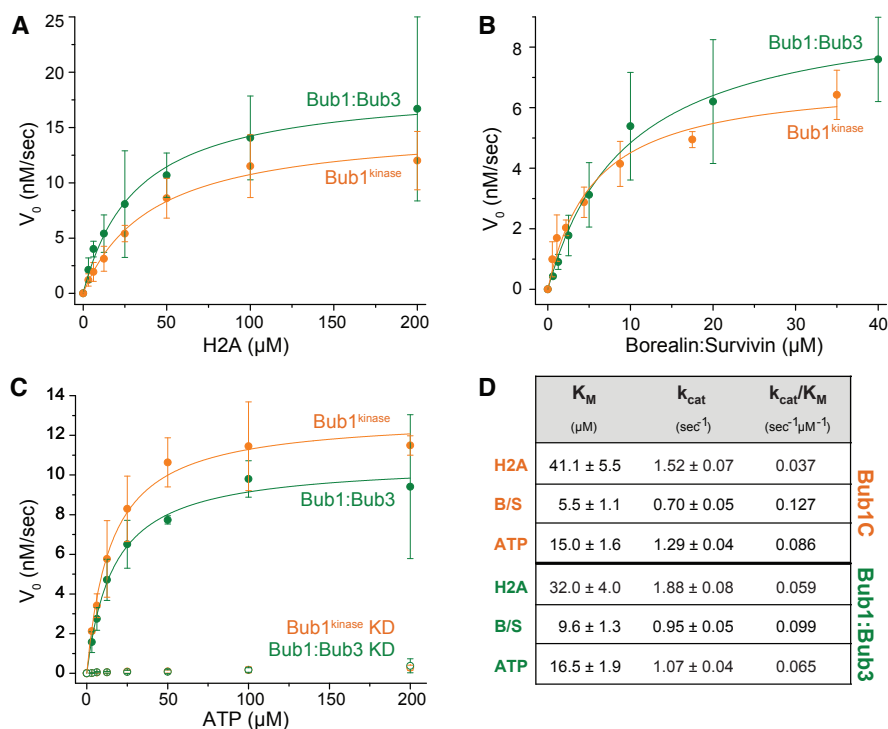 A
V0 (nM/sec)
25
20
15
10
5
0
Bub1:Bub3
Bub1kinase
0 50 100 150 200
H2A (µM)
B
V0 (nM/sec)
8
6
4
2
0
Bub1:Bub3
Bub1kinase
0 10 20 30 40
Borealin:Survivin (µM)
C
V0 (nM/sec)
14
12
10
8
6
4
2
0
Bub1kinase
Bub1:Bub3
Bub1kinase KD
Bub1:Bub3 KD
0 50 100 150 200
ATP (µM)
D
KM kcat kcat/KM
(µM) (sec-1) (sec-1µM-1)
H2A 41.1 ± 5.5 1.52 ± 0.07 0.037
B/S 5.5 ± 1.1 0.70 ± 0.05 0.127
ATP 15.0 ± 1.6 1.29 ± 0.04 0.086
Bub1C
H2A 32.0 ± 4.0 1.88 ± 0.08 0.059
B/S 9.6 ± 1.3 0.95 ± 0.05 0.099
ATP 16.5 ± 1.9 1.07 ± 0.04 0.065
Bub1:Bub3